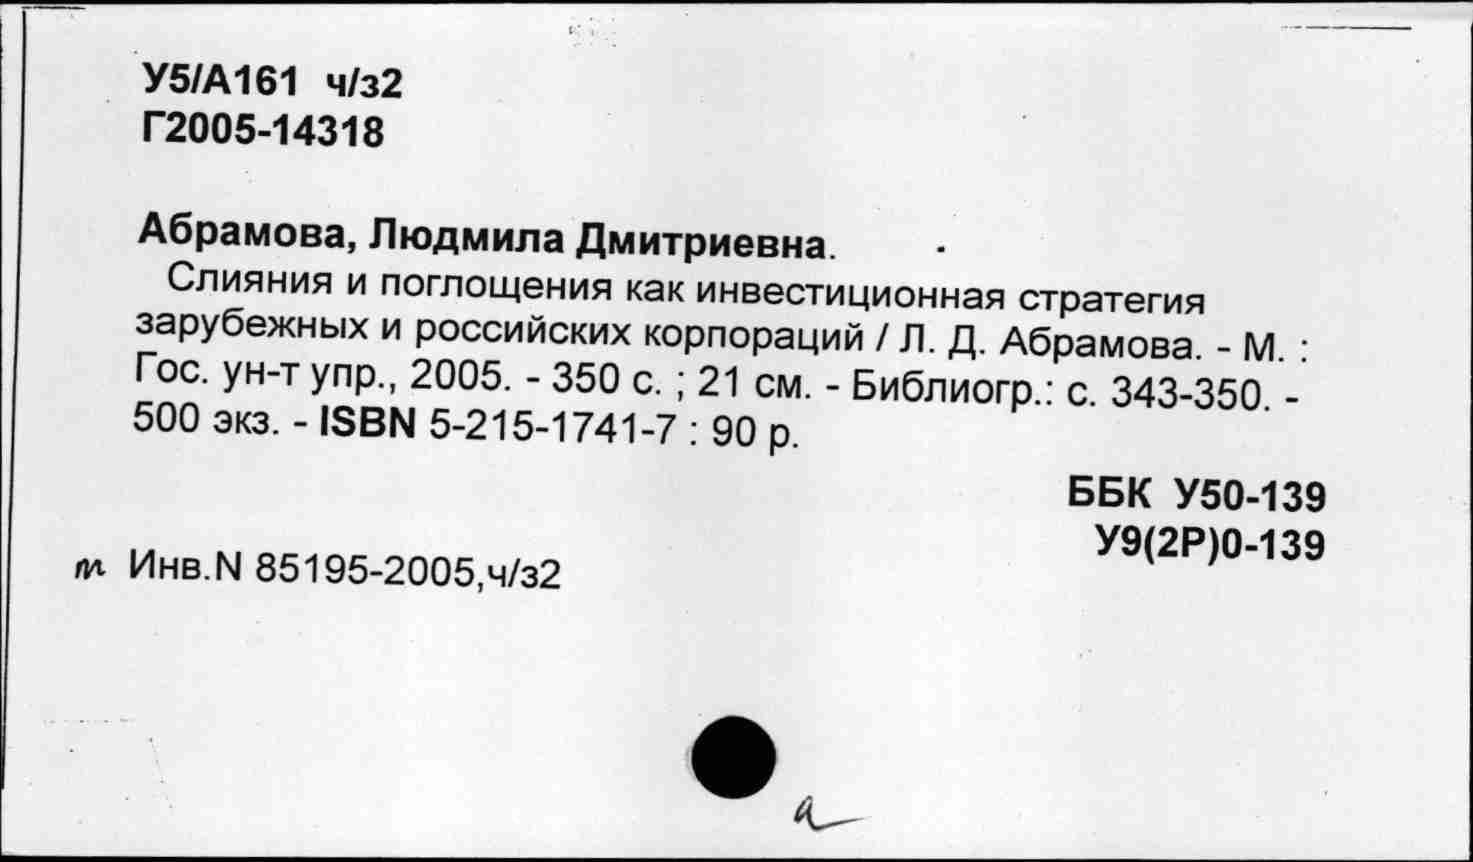 У5/А161 ч/з2
Г2005-14318
Абрамова, Людмила Дмитриевна.
Слияния и поглощения как инвестиционная стратегия
зарубежных и российских корпораций / Л. Д. Абрамова. - М. :
Гос. ун-т упр., 2005. - 350 с. ; 21 см. - Библиогр.: с. 343-350. -
500 экз. - ISBN 5-215-1741-7 : 90 р.
ББК У50-139
У9(2Р)0-139
т Инв.N 85195-2005,ч/з2
а